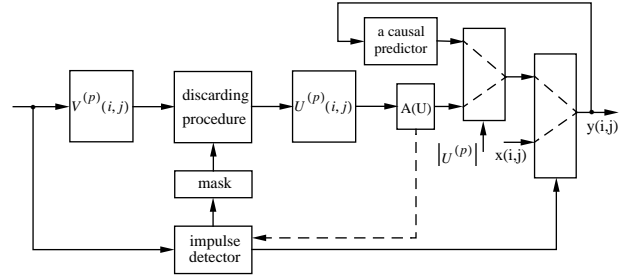 a causal
predictor
V^(p)(i,j)
discarding
procedure
U^(p)(i,j)
A(U)
|U^(p)|
x(i,j)
y(i,j)
mask
impulse
detector